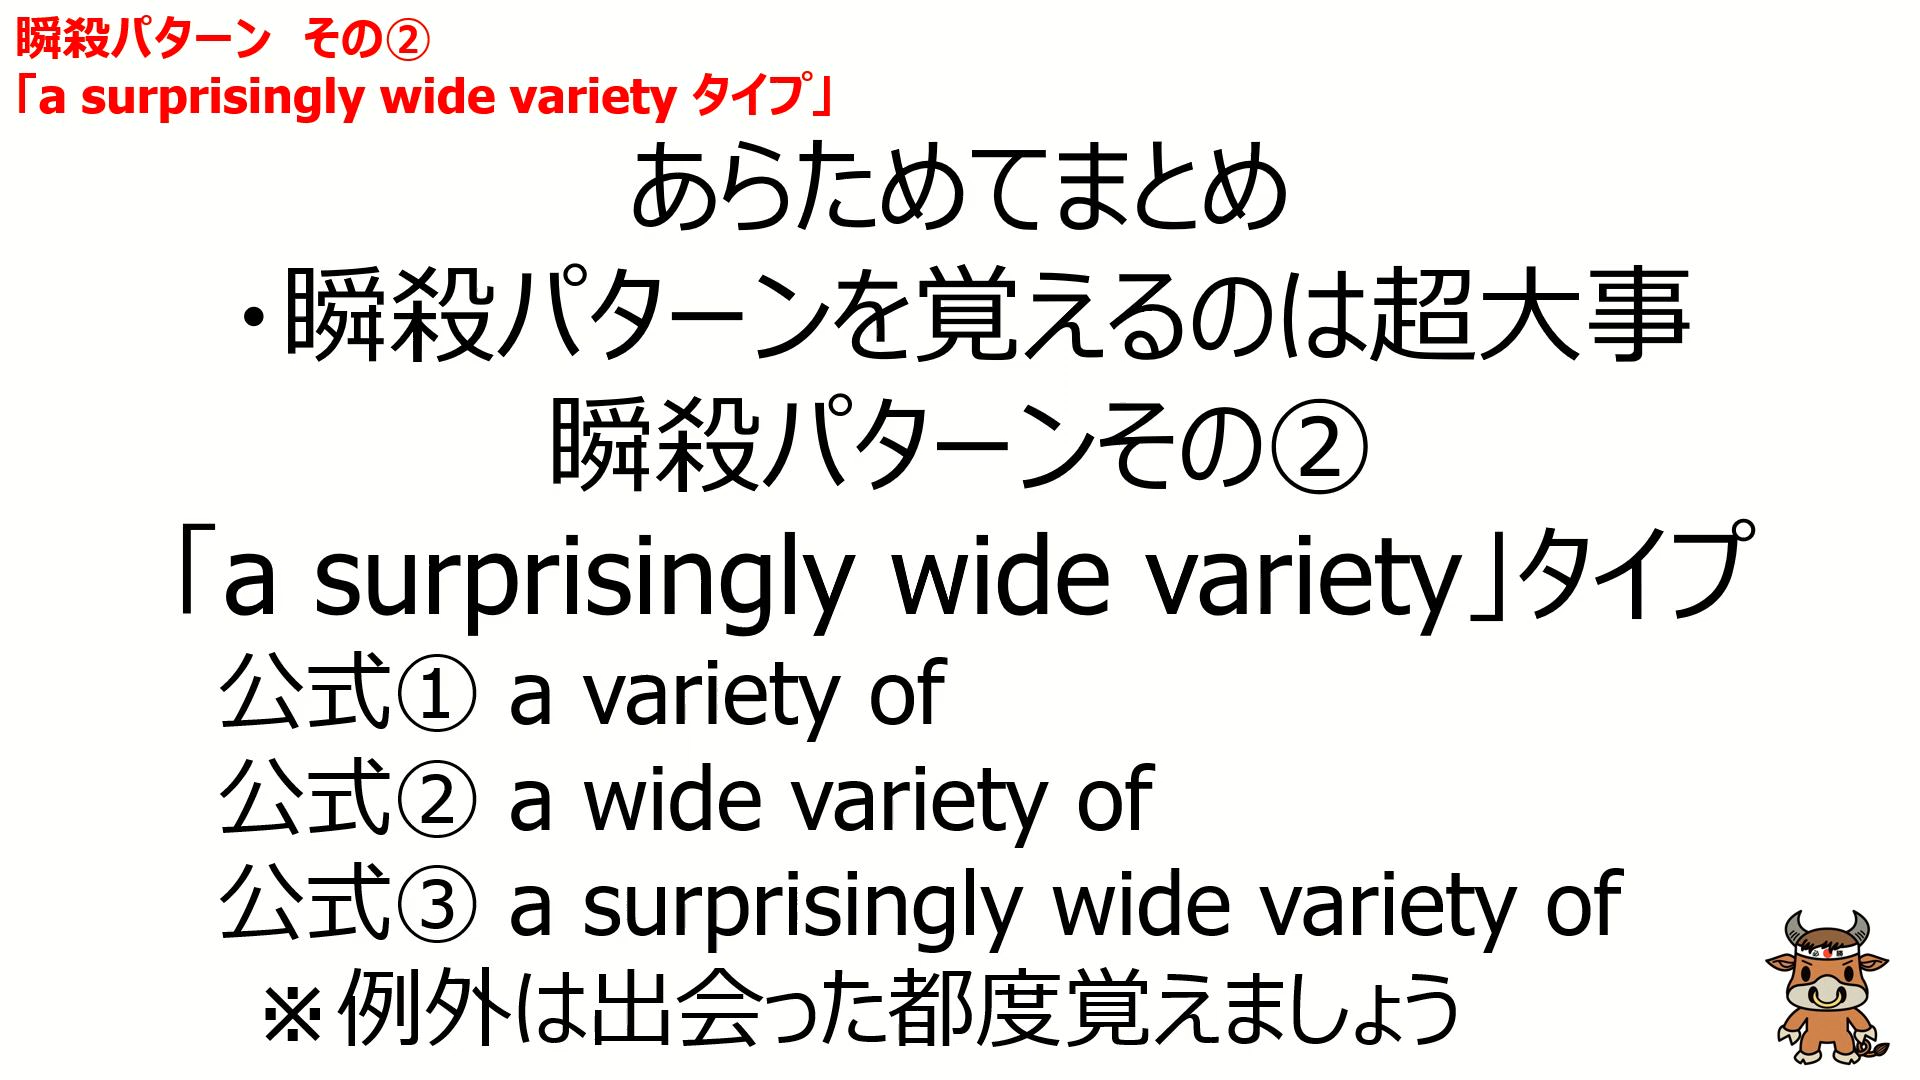 瞬殺パターン　その②
「a surprisingly wide variety タイプ」
あらためてまとめ
・瞬殺パターンを覚えるのは超大事
瞬殺パターンその②
「a surprisingly wide variety」タイプ
公式① a variety of
公式② a wide variety of
公式③ a surprisingly wide variety of
※例外は出会った都度覚えましょう
必勝